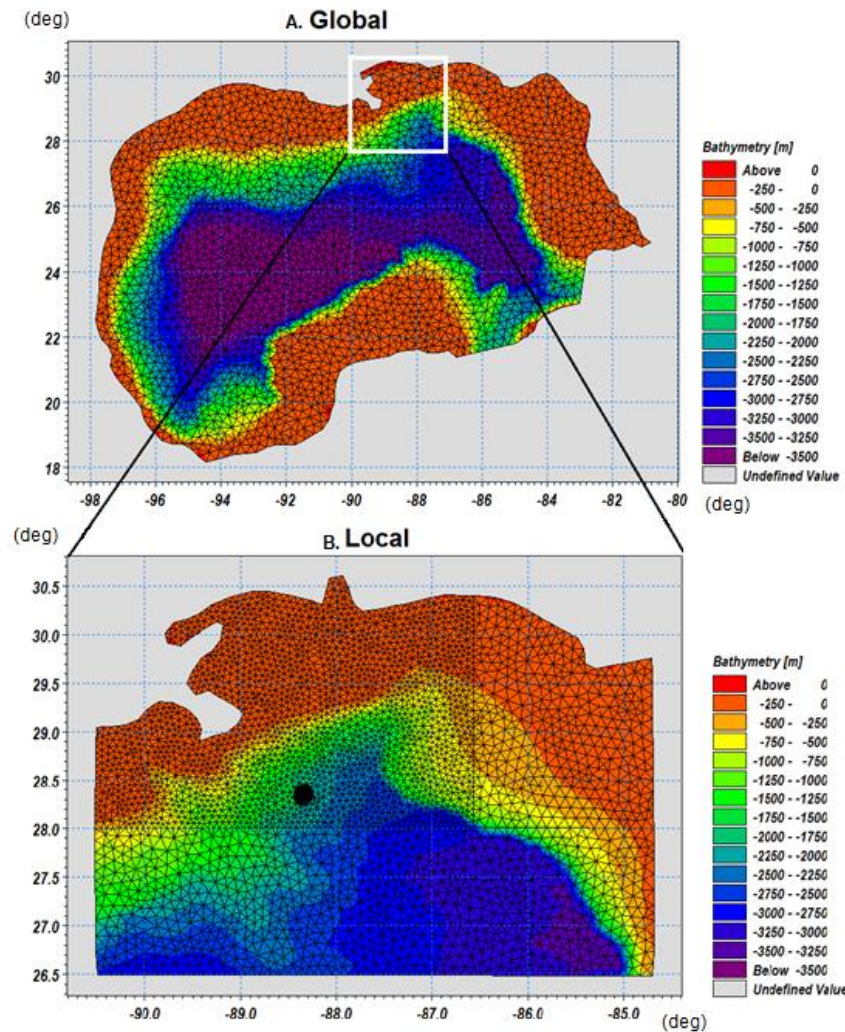 (deg)
A. Global
30
28
26
24
22
20
18
-98
-96
-94
-92
-90
-88
-86
-84
-82
-80
(deg)
Bathymetry [m]
Above 0
-250 - 0
-500 - -250
-750 - -500
-1000 - -750
-1250 - -1000
-1500 - -1250
-1750 - -1500
-2000 - -1750
-2250 - -2000
-2500 - -2250
-2750 - -2500
-3000 - -2750
-3250 - -3000
-3500 - -3250
Below -3500
Undefined Value
(deg)
B. Local
30.5
30.0
29.5
29.0
28.5
28.0
27.5
27.0
26.5
-90.0
-89.0
-88.0
-87.0
-86.0
-85.0
(deg)
Bathymetry [m]
Above 0
-250 - 0
-500 - -250
-750 - -500
-1000 - -750
-1250 - -1000
-1500 - -1250
-1750 - -1500
-2000 - -1750
-2250 - -2000
-2500 - -2250
-2750 - -2500
-3000 - -2750
-3250 - -3000
-3500 - -3250
Below -3500
Undefined Value